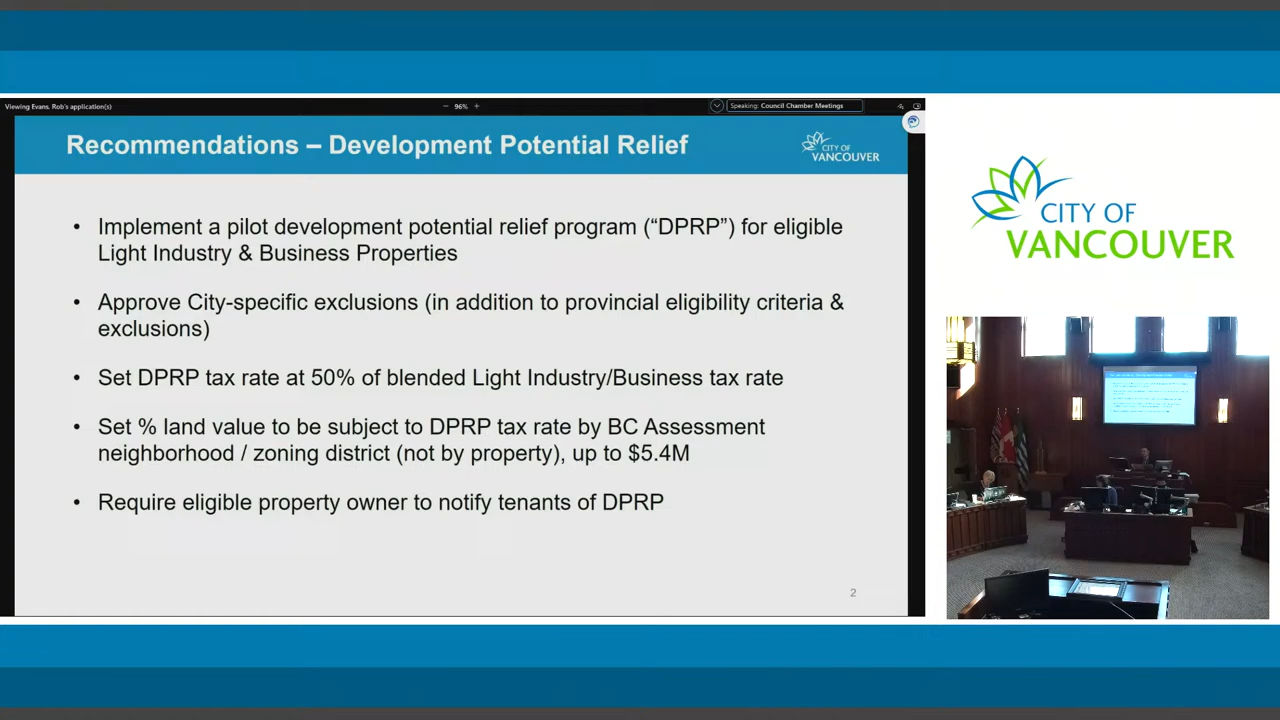 Viewing Evans, Rob's application(s)
96%
Speaking: Council Chamber Meetings
Recommendations – Development Potential Relief
CITY OF
VANCOUVER
• Implement a pilot development potential relief program (“DPRP”) for eligible
Light Industry & Business Properties
• Approve City-specific exclusions (in addition to provincial eligibility criteria &
exclusions)
• Set DPRP tax rate at 50% of blended Light Industry/Business tax rate
• Set % land value to be subject to DPRP tax rate by BC Assessment
neighborhood / zoning district (not by property), up to $5.4M
• Require eligible property owner to notify tenants of DPRP
2
CITY OF
VANCOUVER